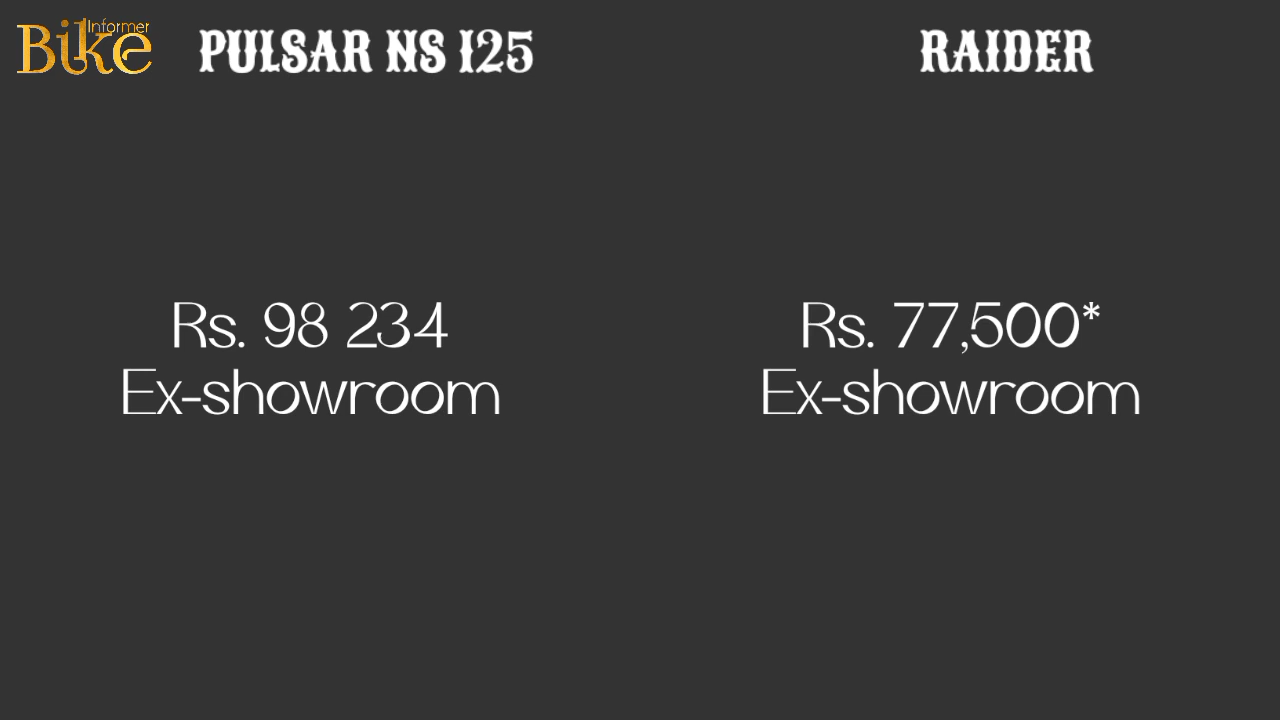 Bike Informer
PULSAR NS 125
RAIDER
Rs. 98 234
Ex-showroom
Rs. 77,500*
Ex-showroom